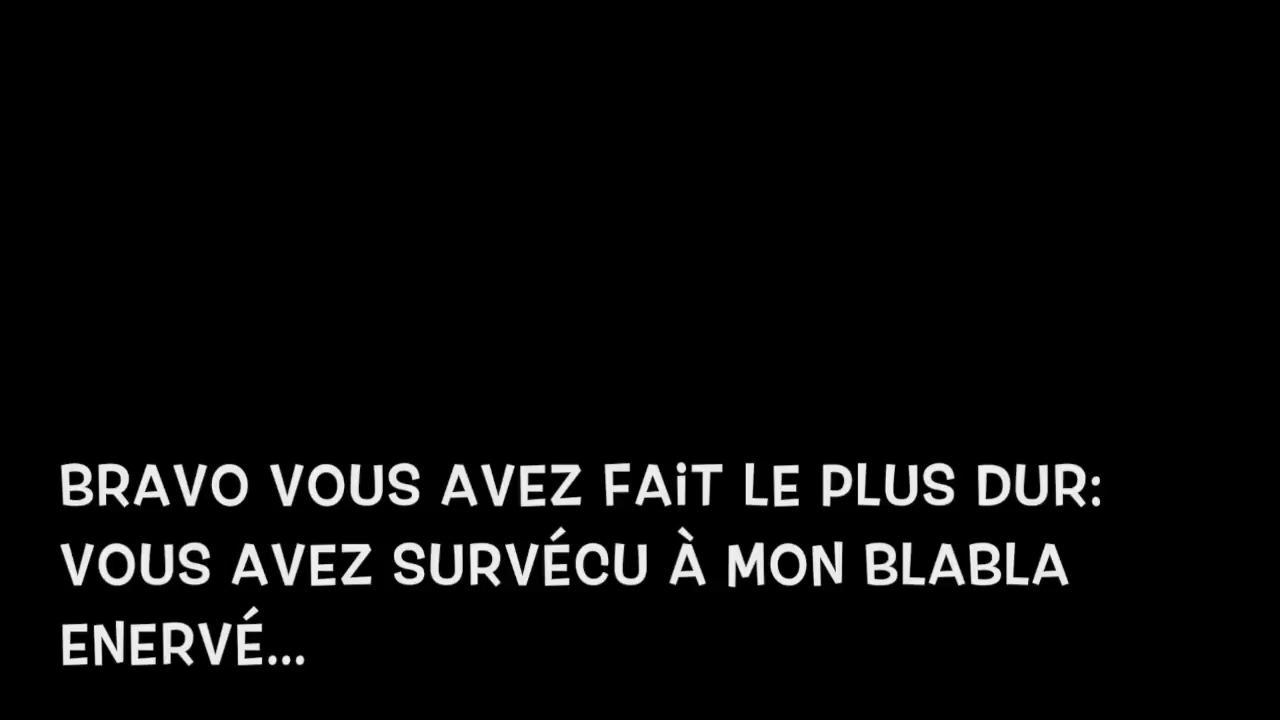 BRAVO VOUS AVEZ FAiT LE PLUS DUR:
VOUS AVEZ SURVÉCU À MON BLABLA
ENERVÉ...